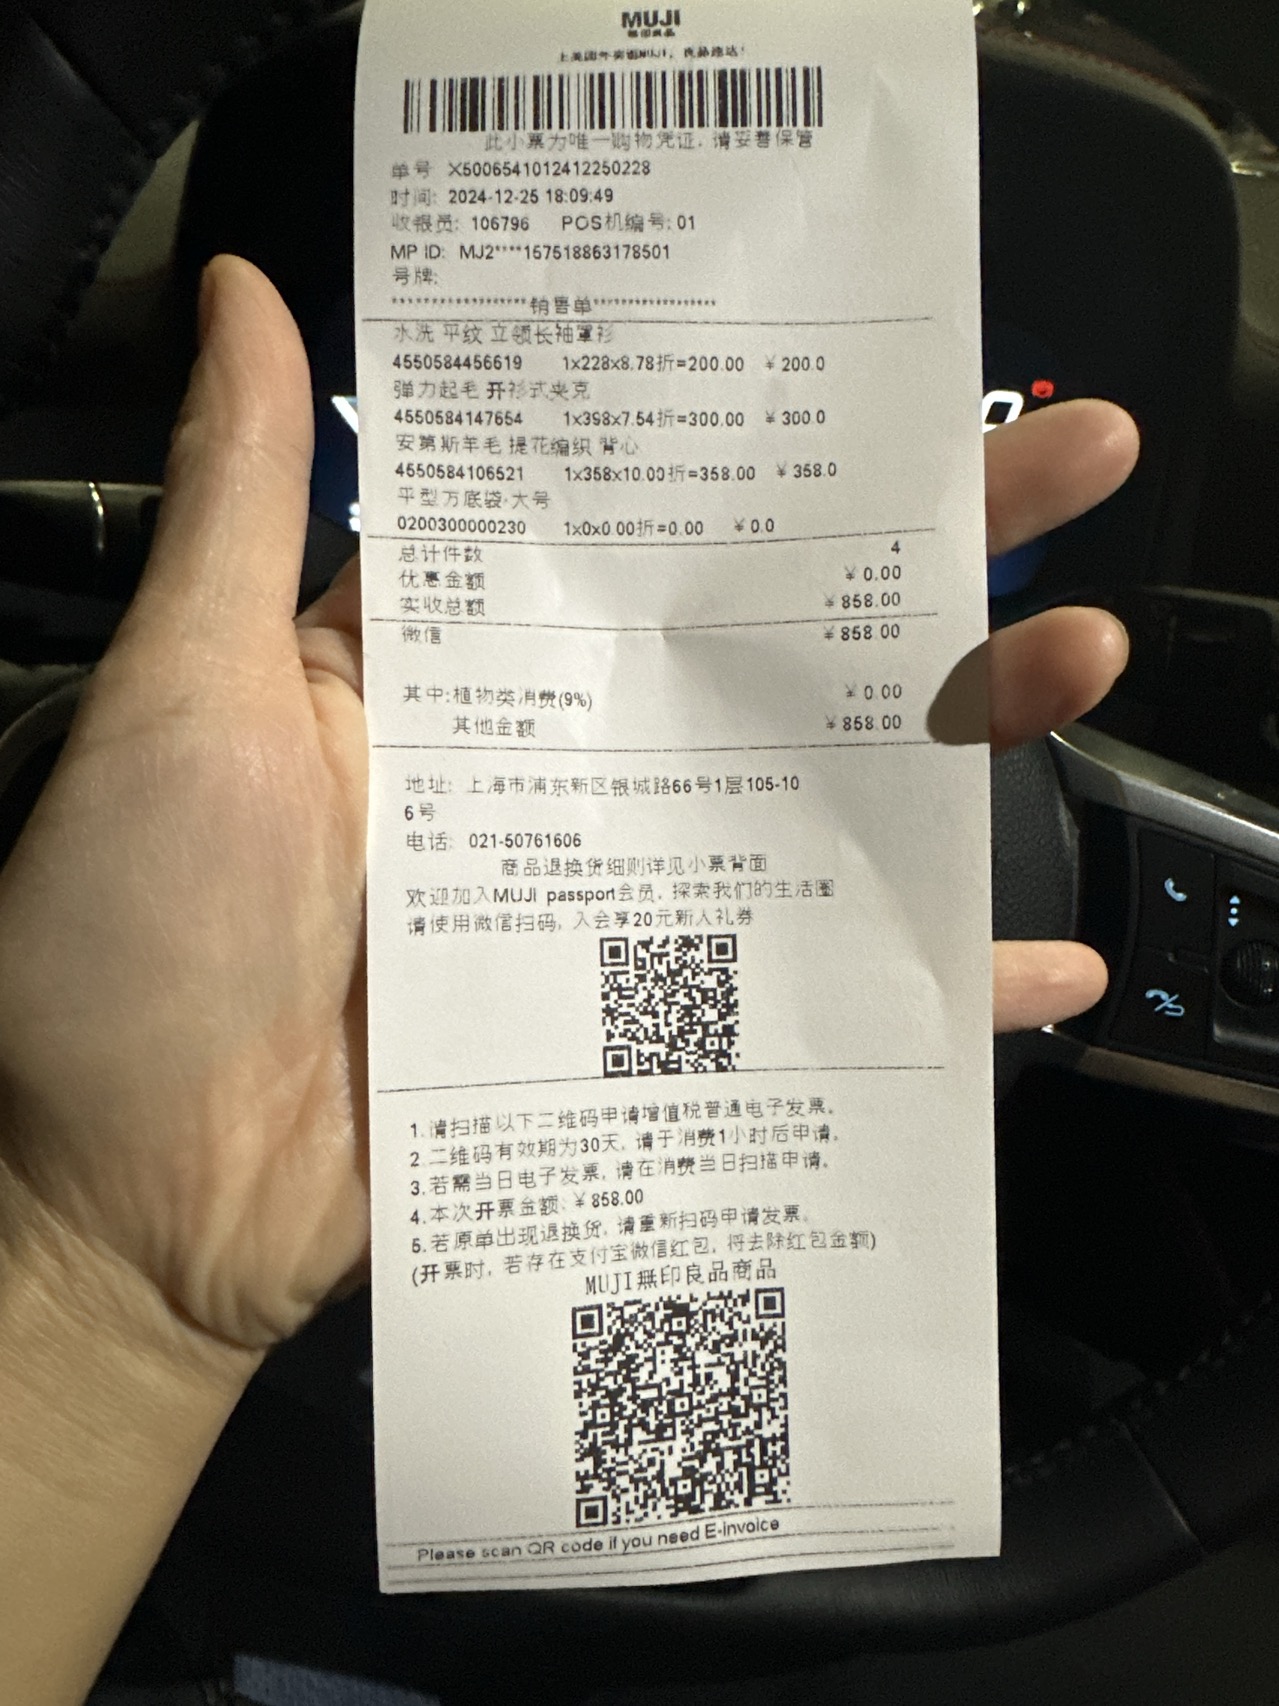 MUJI
無印良品
上美团外卖搜MUJI，良品速达！
此小票为唯一购物凭证，请妥善保管
单号 X5006541012412250228
时间: 2024-12-25 18:09:49
收银员: 106796 POS机编号: 01
MP ID: MJ2****157518863178501
号牌:
********************销售单******************
水洗 平纹 立领长袖罩衫
4550584456619 1x228x8.78折=200.00 ￥200.0
弹力起毛 开衫式夹克
4550584147654 1x398x7.54折=300.00 ￥300.0
安第斯羊毛 提花编织 背心
4550584106521 1x358x10.00折=358.00 ￥358.0
平型方底袋·大号
0200300000230 1x0x0.00折=0.00 ￥0.0
总计件数 4
优惠金额 ￥0.00
实收总额 ￥858.00
微信 ￥858.00
其中:植物类消费(9%) ￥0.00
其他金额 ￥858.00
地址: 上海市浦东新区银城路66号1层105-10
6号
电话: 021-50761606
商品退换货细则详见小票背面
欢迎加入MUJI passport会员，探索我们的生活圈
请使用微信扫码，入会享20元新人礼券
1.请扫描以下二维码申请增值税普通电子发票。
2.二维码有效期为30天，请于消费1小时后申请。
3.若需当日电子发票，请在消费当日扫描申请。
4.本次开票金额:￥858.00
5.若原单出现退换货，请重新扫码申请发票。
(开票时，若存在支付宝微信红包，将去除红包金额)
MUJI無印良品商品
Please scan QR code if you need E-invoice